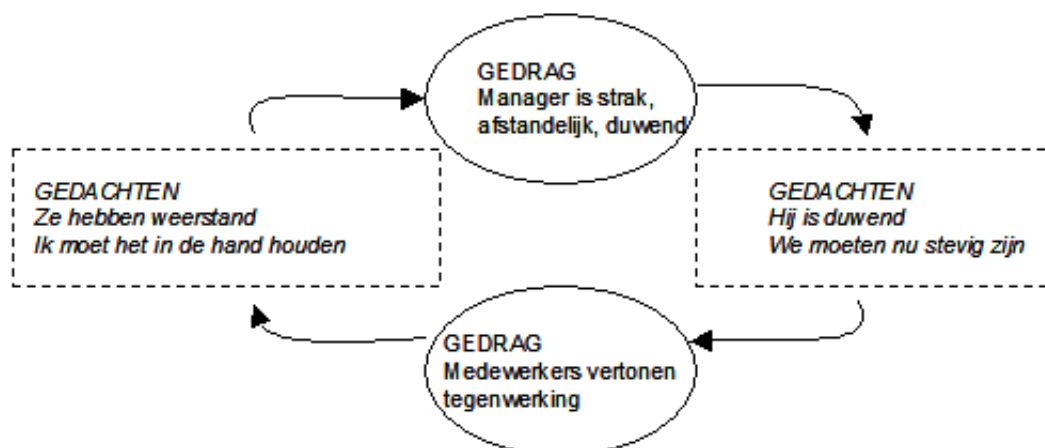 GEDRAG
Manager is strak,
afstandelijk, duwend
GEDACHTEN
Ze hebben weerstand
Ik moet het in de hand houden
GEDACHTEN
Hij is duwend
We moeten nu stevig zijn
GEDRAG
Medewerkers vertonen
tegenwerking